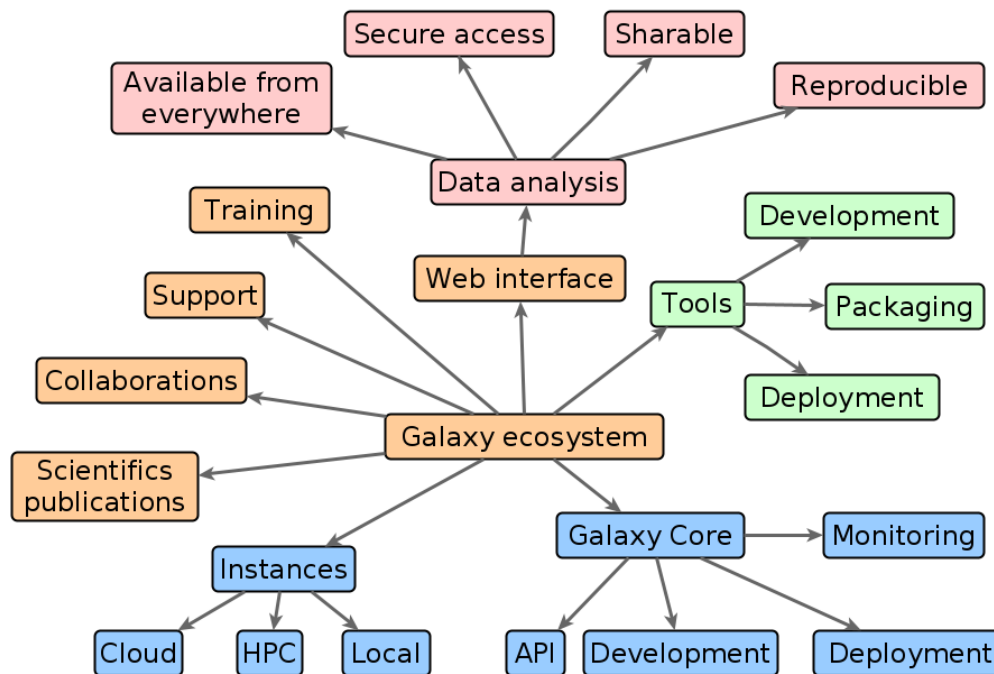 Secure access
Sharable
Available from
everywhere
Reproducible
Data analysis
Training
Development
Web interface
Support
Tools
Packaging
Collaborations
Deployment
Galaxy ecosystem
Scientifics
publications
Galaxy Core
Monitoring
Instances
Cloud
HPC
Local
API
Development
Deployment